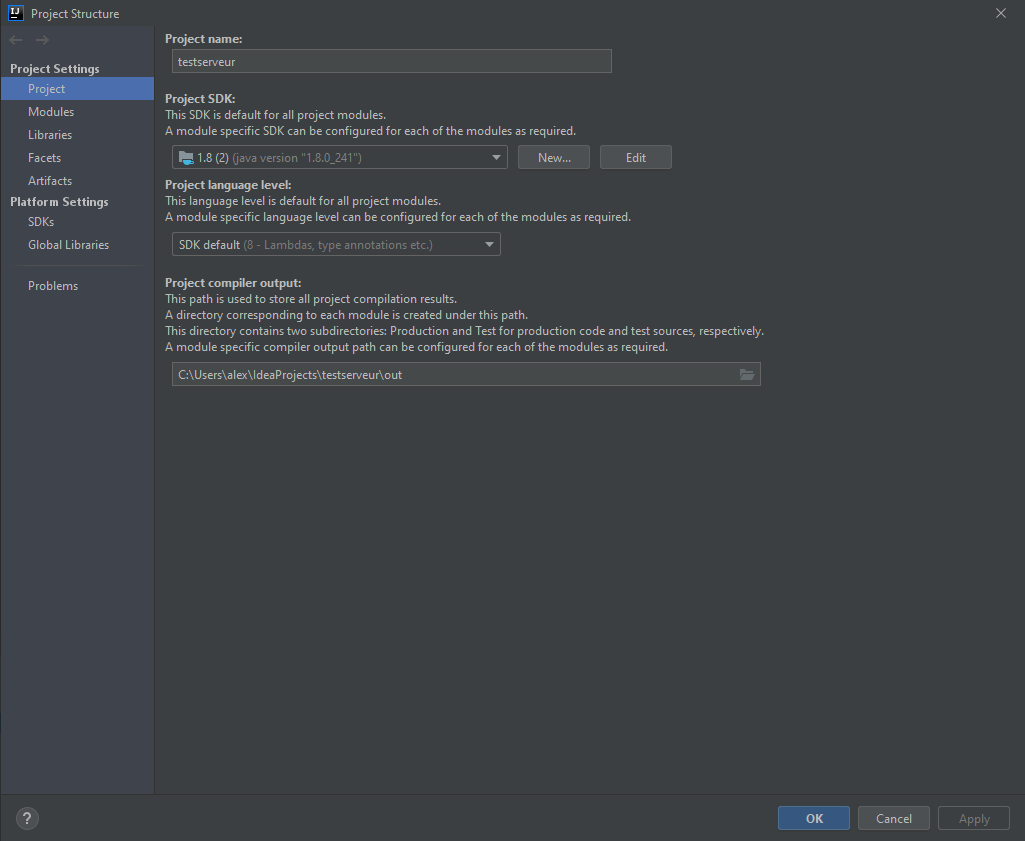 IJ
Project Structure
Project Settings
Project
Modules
Libraries
Facets
Artifacts
Platform Settings
SDKs
Global Libraries
Problems
Project name:
testserveur
Project SDK:
This SDK is default for all project modules.
A module specific SDK can be configured for each of the modules as required.
1.8 (2) (java version "1.8.0_241")
New...
Edit
Project language level:
This language level is default for all project modules.
A module specific language level can be configured for each of the modules as required.
SDK default (8 - Lambdas, type annotations etc.)
Project compiler output:
This path is used to store all project compilation results.
A directory corresponding to each module is created under this path.
This directory contains two subdirectories: Production and Test for production code and test sources, respectively.
A module specific compiler output path can be configured for each of the modules as required.
C:\Users\alex\IdeaProjects\testserveur\out
?
OK
Cancel
Apply